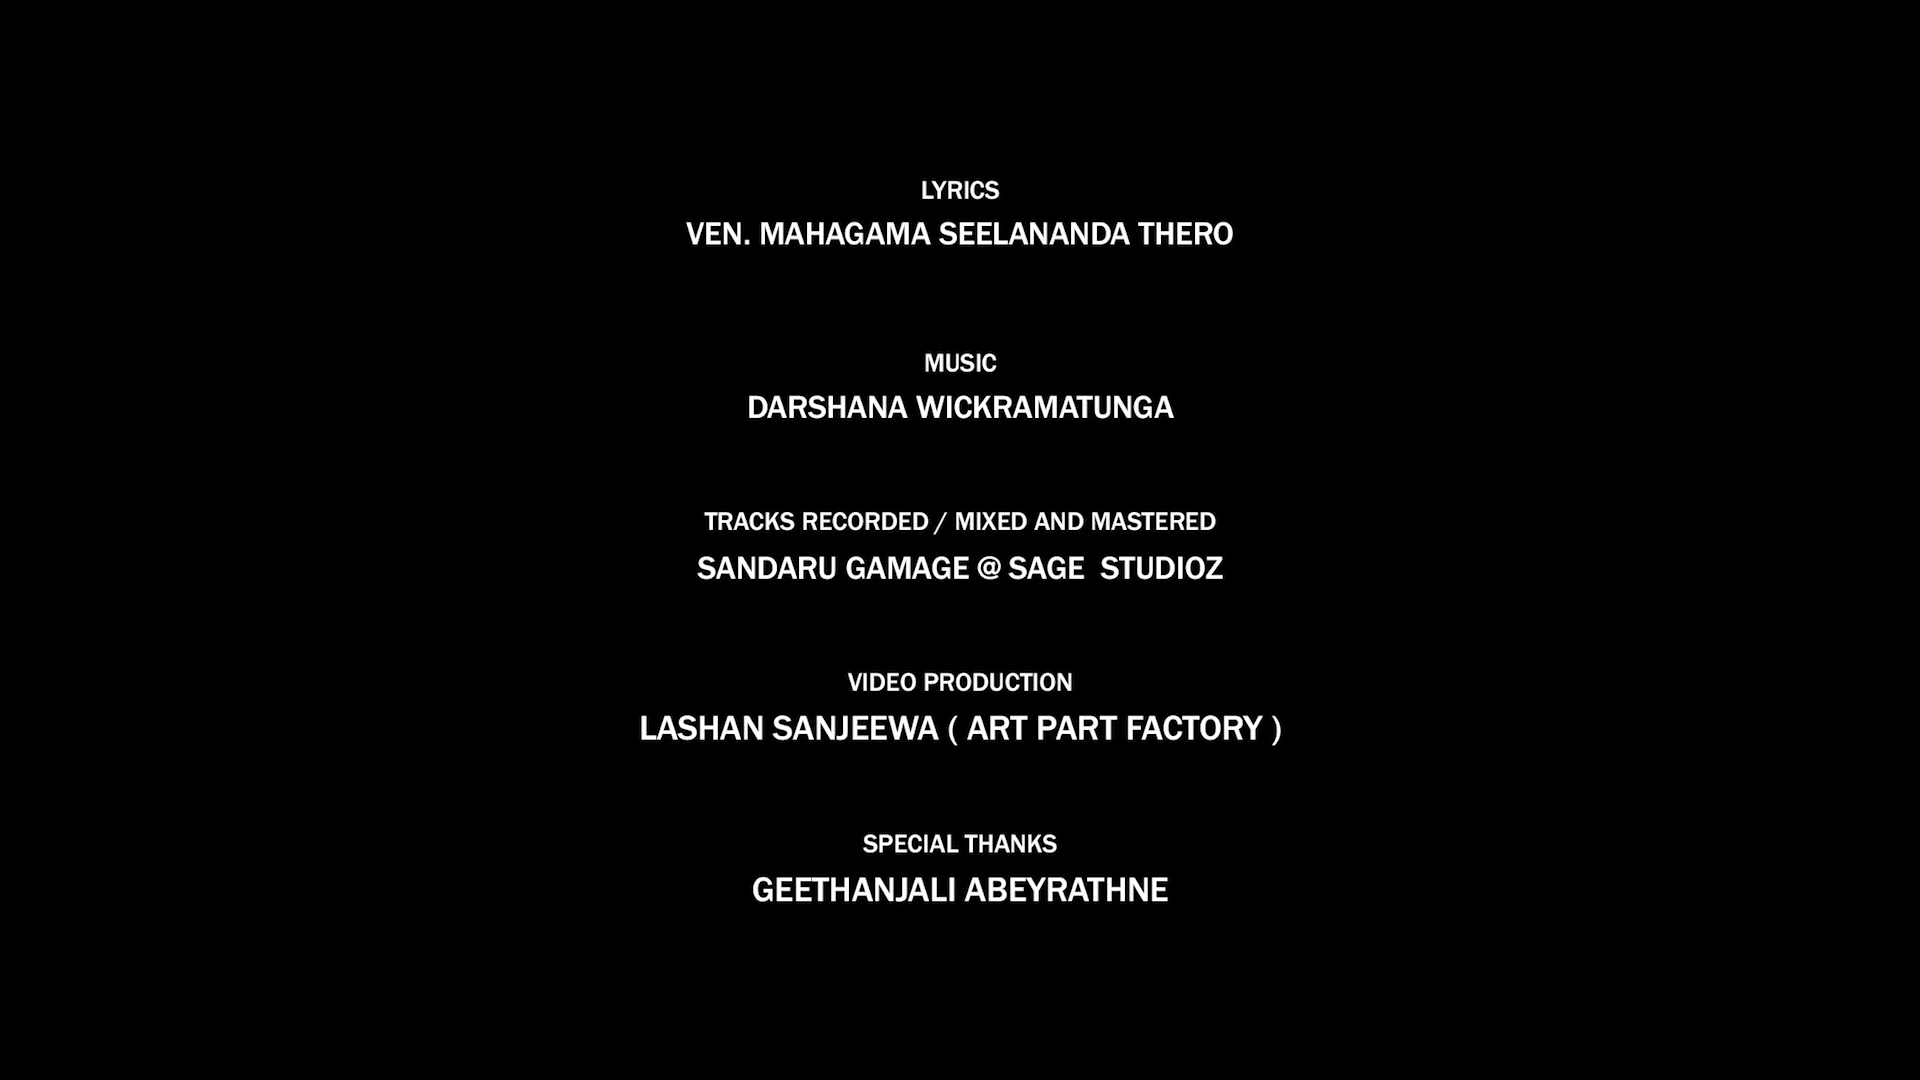 LYRICS
VEN. MAHAGAMA SEELANANDA THERO
MUSIC
DARSHANA WICKRAMATUNGA
TRACKS RECORDED / MIXED AND MASTERED
SANDARU GAMAGE @ SAGE  STUDIOZ
VIDEO PRODUCTION
LASHAN SANJEEWA ( ART PART FACTORY )
SPECIAL THANKS
GEETHANJALI ABEYRATHNE